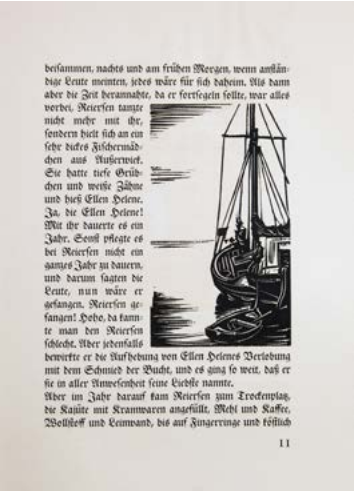 beisammen, nachts und am frühen Morgen, wenn anstän-
dige Leute meinten, jedes wäre für sich daheim. Als dann
aber die Zeit herannahte, da er fortsegeln sollte, war alles
vorbei. Reiersen tanzte
nicht mehr mit ihr,
sondern hielt sich an ein
sehr dickes Fischermäd-
chen aus Außerwiek.
Sie hatte tiefe Grüb-
chen und weiße Zähne
und hieß Ellen Helene.
Ja, die Ellen Helene!
Mit ihr dauerte es ein
Jahr. Sonst pflegte es
bei Reiersen nicht ein
ganzes Jahr zu dauern,
und darum sagten die
Leute, nun wäre er
gefangen. Reiersen ge-
fangen! Hoho, da kann-
te man den Reiersen
schlecht. Aber jedenfalls
bewirkte er die Aufhebung von Ellen Helenes Verlobung
mit dem Schmied der Bucht, und es ging so weit, daß er
sie in aller Anwesenheit seine Liebste nannte.
Aber im Jahr darauf kam Reiersen zum Trockenplatz,
die Kajüte mit Kramwaren angefüllt, Mehl und Kaffee,
Wollstoff und Leinwand, bis auf Fingerringe und köstlich
11